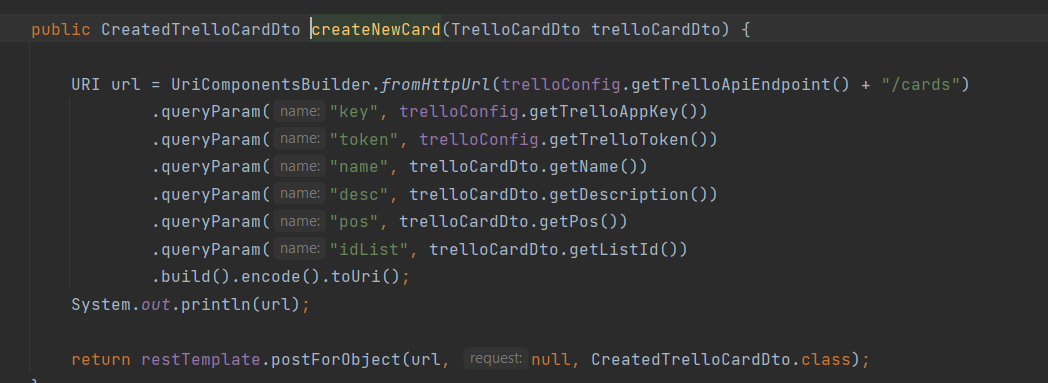 public CreatedTrelloCardDto createNewCard(TrelloCardDto trelloCardDto) {
URI url = UriComponentsBuilder.fromHttpUrl(trelloConfig.getTrelloApiEndpoint() + "/cards")
.queryParam( name: "key", trelloConfig.getTrelloAppKey())
.queryParam( name: "token", trelloConfig.getTrelloToken())
.queryParam( name: "name", trelloCardDto.getName())
.queryParam( name: "desc", trelloCardDto.getDescription())
.queryParam( name: "pos", trelloCardDto.getPos())
.queryParam( name: "idList", trelloCardDto.getListId())
.build().encode().toUri();
System.out.println(url);
return restTemplate.postForObject(url, request: null, CreatedTrelloCardDto.class);